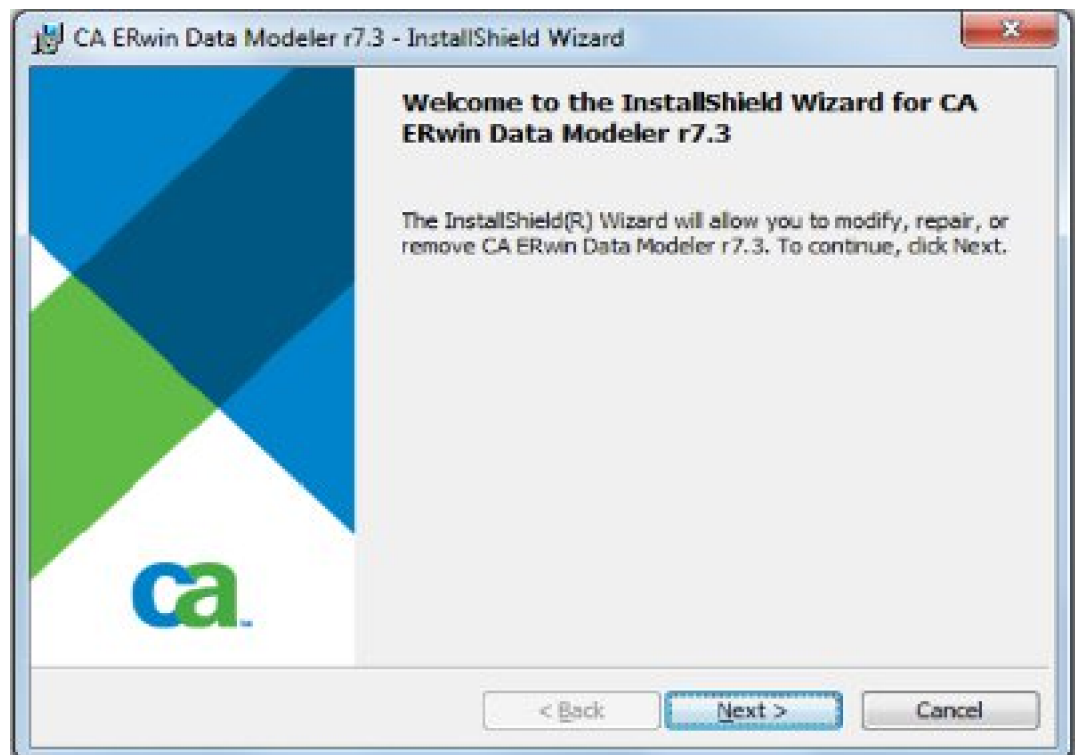 CA ERwin Data Modeler r7.3 - InstallShield Wizard
Welcome to the InstallShield Wizard for CA
ERwin Data Modeler r7.3
The InstallShield(R) Wizard will allow you to modify, repair, or
remove CA ERwin Data Modeler r7.3. To continue, click Next.
ca
< Back
Next >
Cancel